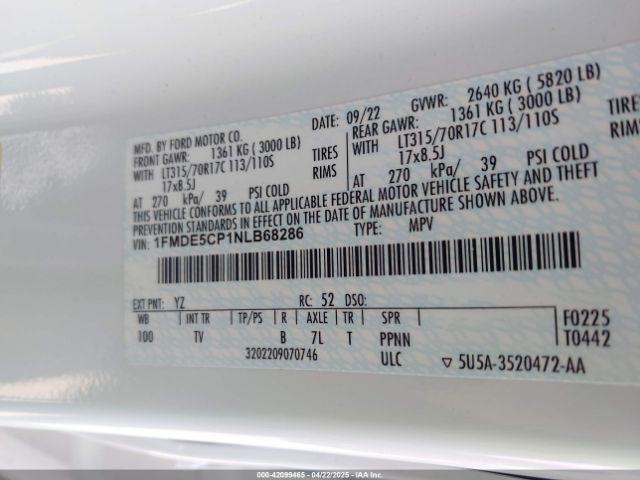 MFD. BY FORD MOTOR CO. DATE: 09/22 GVWR: 2640 KG (5820 LB)
FRONT GAWR: 1361 KG (3000 LB) REAR GAWR: 1361 KG (3000 LB)
WITH LT315/70R17C 113/110S TIRES WITH LT315/70R17C 113/110S
17x8.5J RIMS 17x8.5J
AT 270 kPa/ 39 PSI COLD AT 270 kPa/ 39 PSI COLD
THIS VEHICLE CONFORMS TO ALL APPLICABLE FEDERAL MOTOR VEHICLE SAFETY AND THEFT
PREVENTION STANDARDS IN EFFECT ON THE DATE OF MANUFACTURE SHOWN ABOVE.
VIN: 1FMDE5CP1NLB68286 TYPE: MPV
EXT PNT: YZ RC: 52 DSO:
WB INT TR TP/PS R AXLE TR SPR F0225
100 TV B 7L T PPNN T0442
3202209070746 ULC ▽ 5U5A-3520472-AA
000-42099465 - 04/22/2025 - IAA Inc.